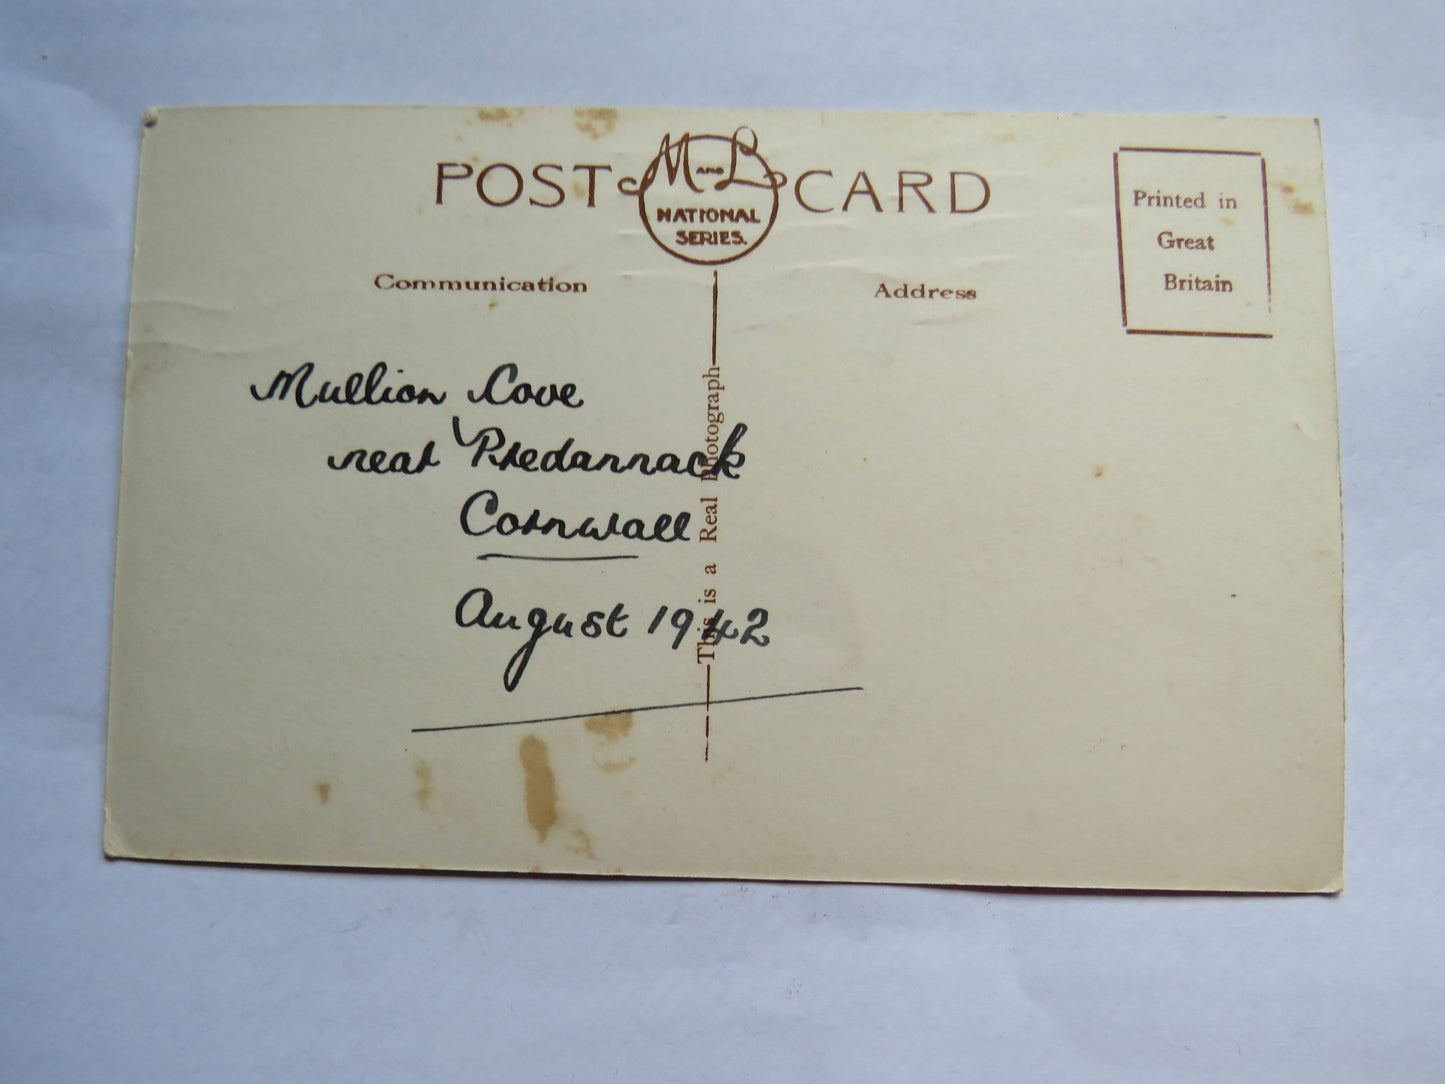 POST CARD
M AND L
NATIONAL
SERIES.
Printed in
Great
Britain
Communication
Address
Mullion Cove
near Predannack
Cornwall
August 1942
This is a Real Photograph